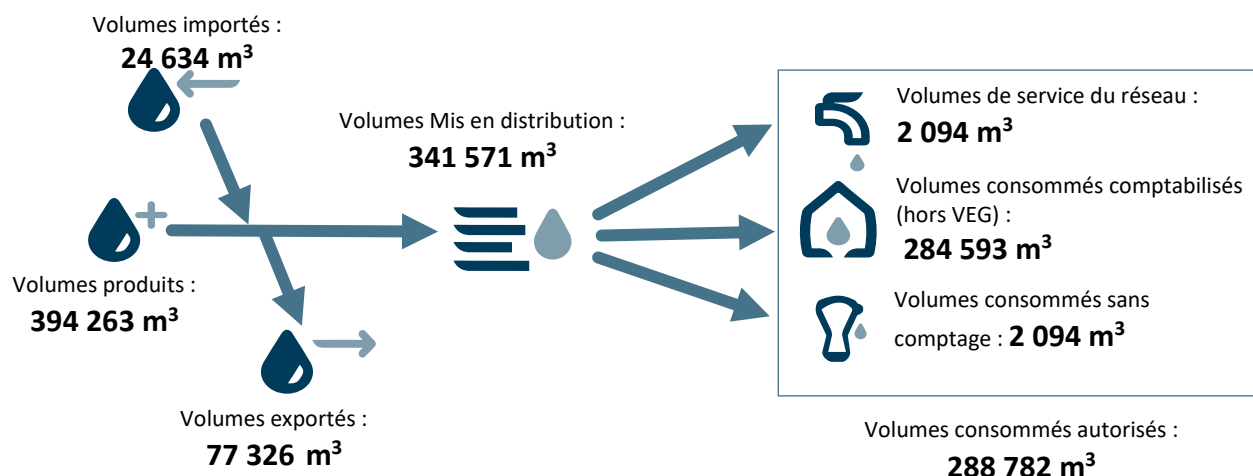 Volumes importés :
24 634 m³
Volumes Mis en distribution :
341 571 m³
Volumes produits :
394 263 m³
Volumes exportés :
77 326 m³
Volumes de service du réseau :
2 094 m³
Volumes consommés comptabilisés
(hors VEG) :
284 593 m³
Volumes consommés sans
comptage : 2 094 m³
Volumes consommés autorisés :
288 782 m³